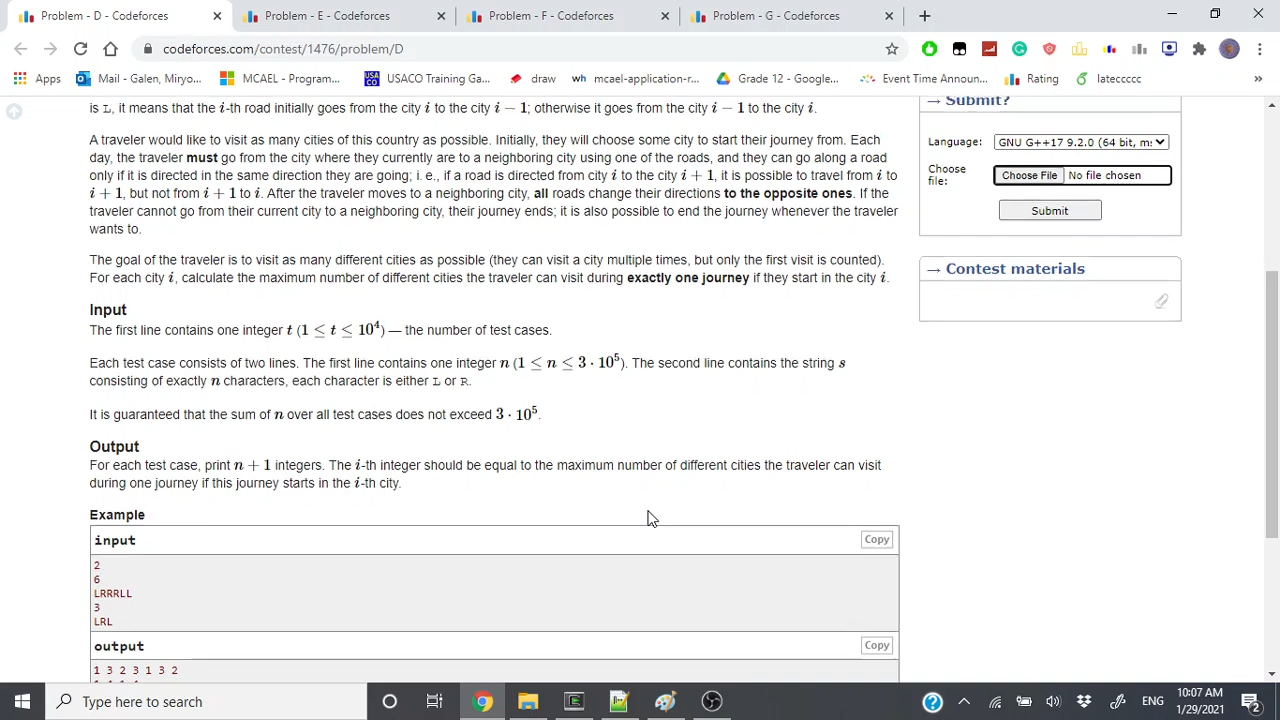 Problem - D - Codeforces
Problem - E - Codeforces
Problem - F - Codeforces
Problem - G - Codeforces
codeforces.com/contest/1476/problem/D
Apps
Mail - Galen, Miryo...
MCAEL - Program...
USACO Training Ga...
draw
wh
mcael-application-r...
Grade 12 - Google...
Event Time Announ...
Rating
lateccccc
»
is L, it means that the i-th road initially goes from the city i to the city i − 1; otherwise it goes from the city i − 1 to the city i.
A traveler would like to visit as many cities of this country as possible. Initially, they will choose some city to start their journey from. Each
day, the traveler must go from the city where they currently are to a neighboring city using one of the roads, and they can go along a road
only if it is directed in the same direction they are going; i. e., if a road is directed from city i to the city i + 1, it is possible to travel from i to
i + 1, but not from i + 1 to i. After the traveler moves to a neighboring city, all roads change their directions to the opposite ones. If the
traveler cannot go from their current city to a neighboring city, their journey ends; it is also possible to end the journey whenever the traveler
wants to.
The goal of the traveler is to visit as many different cities as possible (they can visit a city multiple times, but only the first visit is counted).
For each city i, calculate the maximum number of different cities the traveler can visit during exactly one journey if they start in the city i.
Input
The first line contains one integer t (1 ≤ t ≤ 10⁴) — the number of test cases.
Each test case consists of two lines. The first line contains one integer n (1 ≤ n ≤ 3 · 10⁵). The second line contains the string s
consisting of exactly n characters, each character is either L or R.
It is guaranteed that the sum of n over all test cases does not exceed 3 · 10⁵.
Output
For each test case, print n + 1 integers. The i-th integer should be equal to the maximum number of different cities the traveler can visit
during one journey if this journey starts in the i-th city.
Example
input
Copy
2
6
LRRRLL
3
LRL
output
Copy
1 3 2 3 1 3 2
→ Submit?
Language:
GNU G++17 9.2.0 (64 bit, ms
Choose
file:
Choose File No file chosen
Submit
→ Contest materials
Type here to search
ENG
10:07 AM
1/29/2021
2